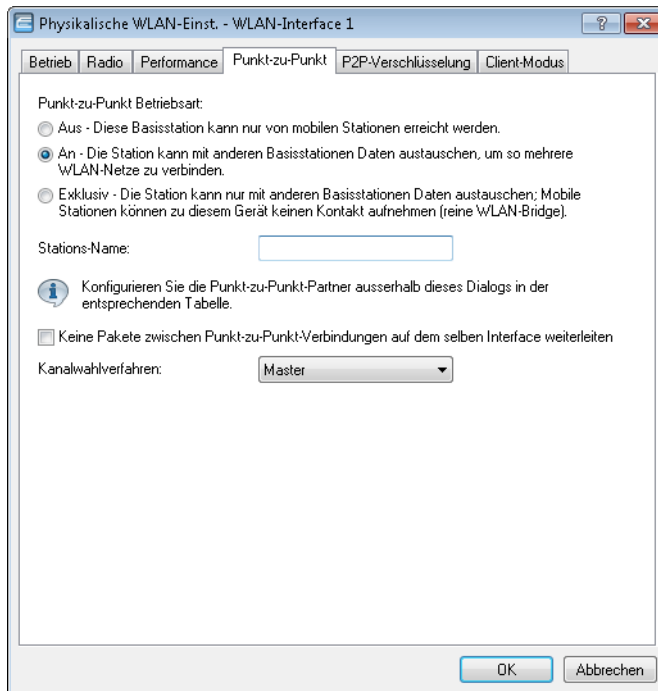 Physikalische WLAN-Einst. - WLAN-Interface 1
Betrieb Radio Performance Punkt-zu-Punkt P2P-Verschlüsselung Client-Modus
Punkt-zu-Punkt Betriebsart:
Aus - Diese Basisstation kann nur von mobilen Stationen erreicht werden.
An - Die Station kann mit anderen Basisstationen Daten austauschen, um so mehrere
WLAN-Netze zu verbinden.
Exklusiv - Die Station kann nur mit anderen Basisstationen Daten austauschen; Mobile
Stationen können zu diesem Gerät keinen Kontakt aufnehmen (reine WLAN-Bridge).
Stations-Name:
Konfigurieren Sie die Punkt-zu-Punkt-Partner ausserhalb dieses Dialogs in der
entsprechenden Tabelle.
Keine Pakete zwischen Punkt-zu-Punkt-Verbindungen auf dem selben Interface weiterleiten
Kanalwahlverfahren: Master
OK Abbrechen